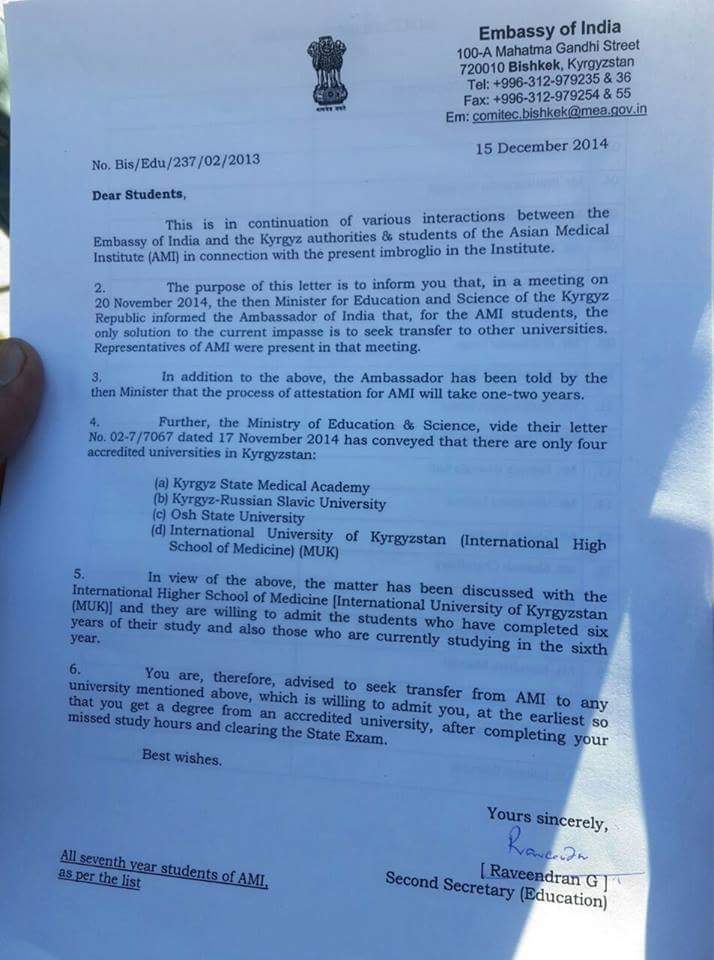 Embassy of India
100-A Mahatma Gandhi Street
720010 Bishkek, Kyrgyzstan
Tel: +996-312-979235 & 36
Fax: +996-312-979254 & 55
Em: comitec.bishkek@mea.gov.in
सत्यमेव जयते
No. Bis/Edu/237/02/2013
15 December 2014
Dear Students,
This is in continuation of various interactions between the
Embassy of India and the Kyrgyz authorities & students of the Asian Medical
Institute (AMI) in connection with the present imbroglio in the Institute.
2. The purpose of this letter is to inform you that, in a meeting on
20 November 2014, the then Minister for Education and Science of the Kyrgyz
Republic informed the Ambassador of India that, for the AMI students, the
only solution to the current impasse is to seek transfer to other universities.
Representatives of AMI were present in that meeting.
3. In addition to the above, the Ambassador has been told by the
then Minister that the process of attestation for AMI will take one-two years.
4. Further, the Ministry of Education & Science, vide their letter
No. 02-7/7067 dated 17 November 2014 has conveyed that there are only four
accredited universities in Kyrgyzstan:
(a) Kyrgyz State Medical Academy
(b) Kyrgyz-Russian Slavic University
(c) Osh State University
(d) International University of Kyrgyzstan (International High
School of Medicine) (MUK)
5. In view of the above, the matter has been discussed with the
International Higher School of Medicine [International University of Kyrgyzstan
(MUK)] and they are willing to admit the students who have completed six
years of their study and also those who are currently studying in the sixth
year.
6. You are, therefore, advised to seek transfer from AMI to any
university mentioned above, which is willing to admit you, at the earliest so
that you get a degree from an accredited university, after completing your
missed study hours and clearing the State Exam.
Best wishes.
Yours sincerely,
Raveendra
[ Raveendran G ]
Second Secretary (Education)
All seventh year students of AMI,
as per the list